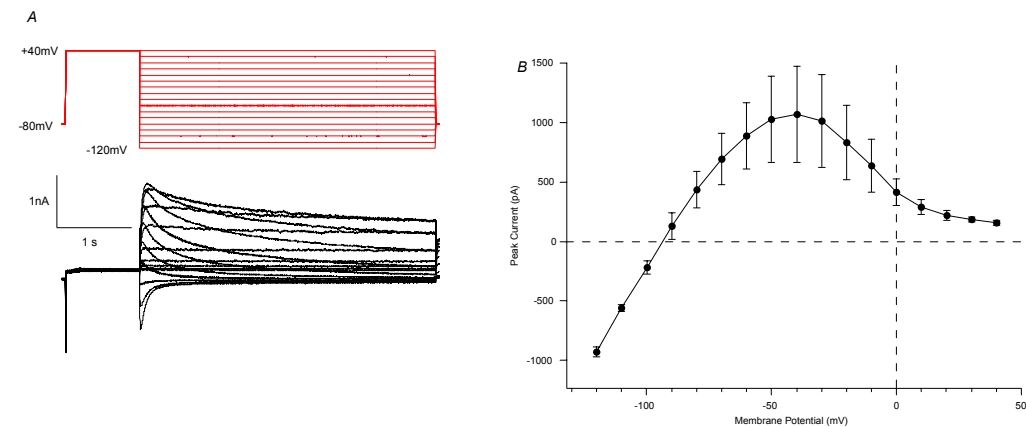 A
+40mV
-80mV
-120mV
1nA
1 s
B
1500
1000
500
0
-500
-1000
Peak Current (pA)
-100
-50
0
50
Membrane Potential (mV)